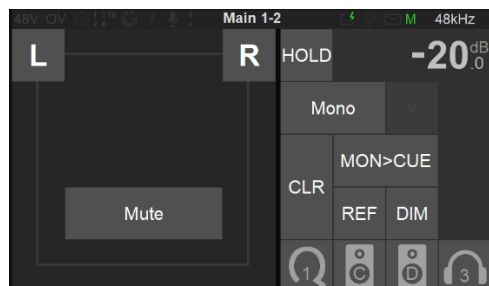 48V OV Main 1-2 M 48kHz
L R HOLD -20.0 dB
Mono
MON>CUE
CLR
Mute REF DIM
1 C D 3